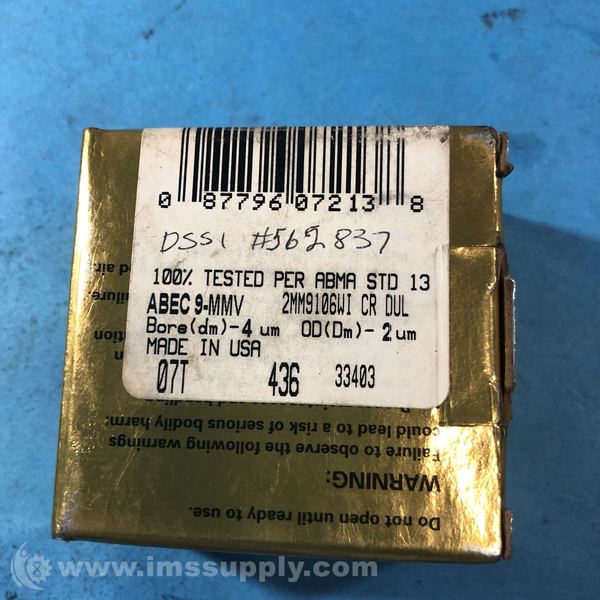 0 87796 07213 8
DSSI #562837
100% TESTED PER ABMA STD 13
ABEC 9-MMV 2MM9106WI CR DUL
Bore(dm)-4 um OD(Dm)-2um
MADE IN USA
07T 436 33403
Do not open until ready to use.
WARNING:
Failure to observe the following warnings
could lead to a risk of serious bodily harm:
www.imssupply.com